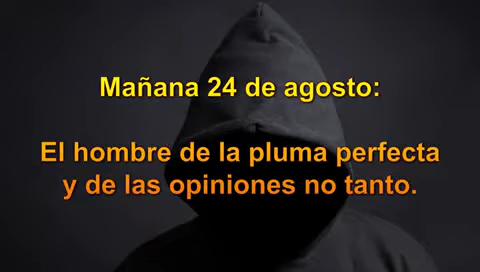 Mañana 24 de agosto:
El hombre de la pluma perfecta
y de las opiniones no tanto.